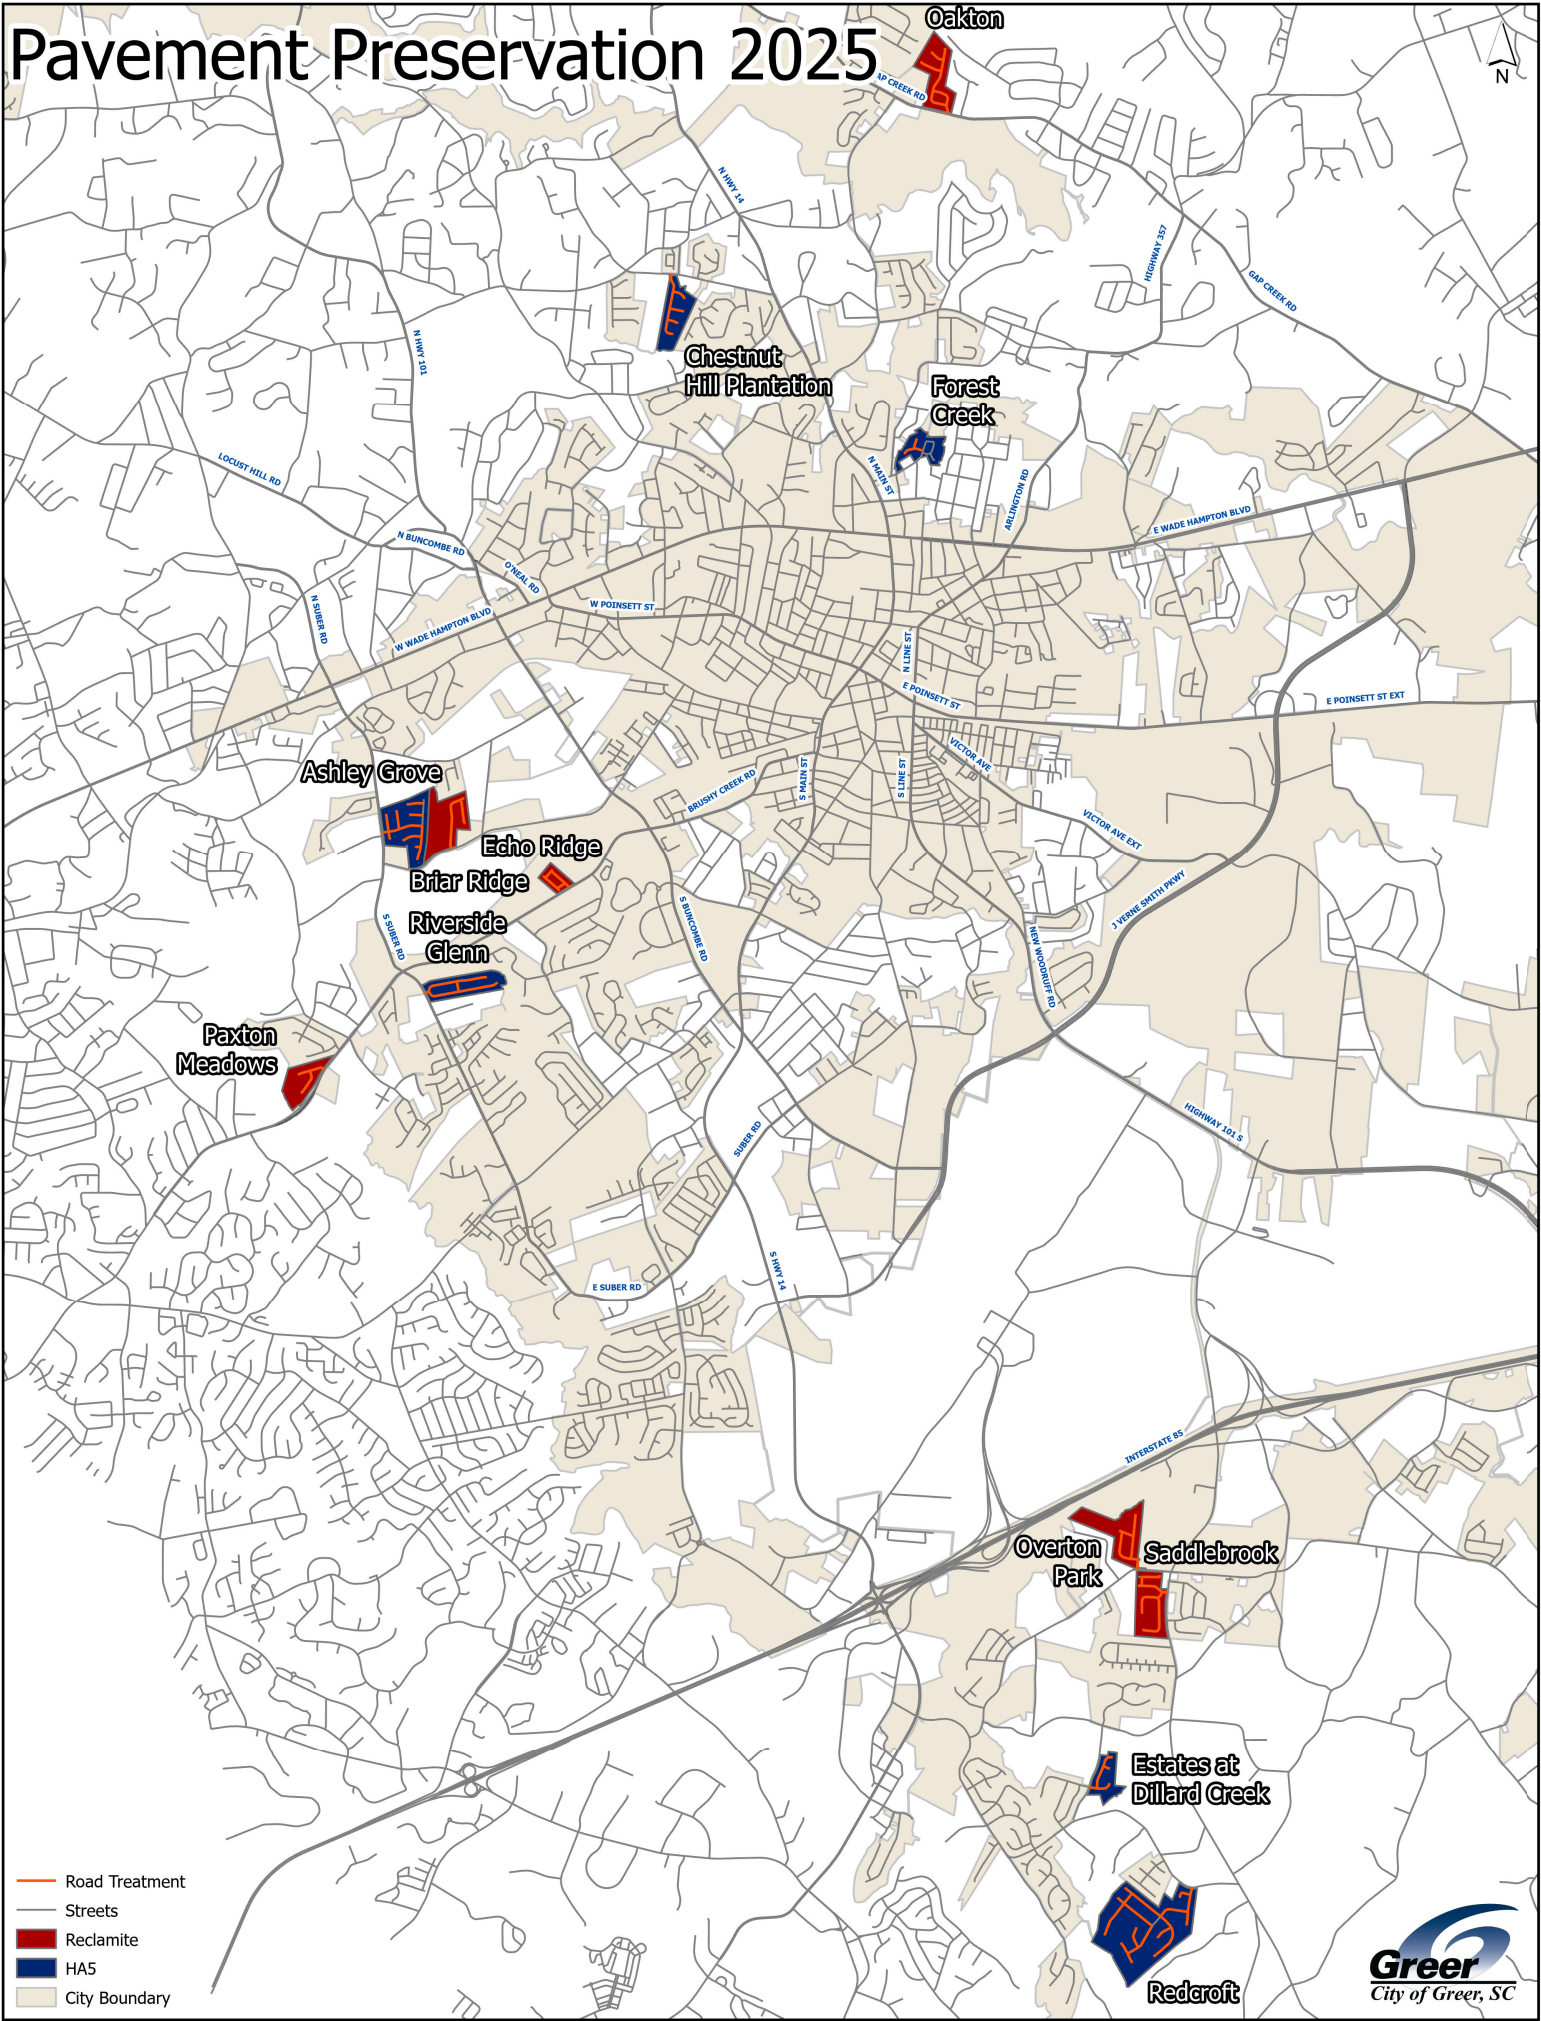 Pavement Preservation 2025
Oakton
N
AP CREEK RD
N HWY 14
HIGHWAY 357
GAP CREEK RD
N HWY 101
Chestnut
Hill Plantation
Forest
Creek
LOCUST HILL RD
N MAIN ST
ARLINGTON RD
E WADE HAMPTON BLVD
N BUNCOMBE RD
O'NEAL RD
N SUBER RD
W POINSETT ST
W WADE HAMPTON BLVD
N LINE ST
E POINSETT ST
E POINSETT ST EXT
VICTOR AVE
Ashley Grove
BRUSHY CREEK RD
S MAIN ST
S LINE ST
VICTOR AVE EXT
Echo Ridge
Briar Ridge
J VERNE SMITH PKWY
Riverside
Glenn
S SUBER RD
S BUNCOMBE RD
NEW WOODRUFF RD
Paxton
Meadows
SUBER RD
HIGHWAY 101 S
E SUBER RD
S HWY 14
INTERSTATE 85
Overton
Park
Saddlebrook
Estates at
Dillard Creek
Redcroft
Road Treatment
Streets
Reclamite
HA5
City Boundary
Greer
City of Greer, SC